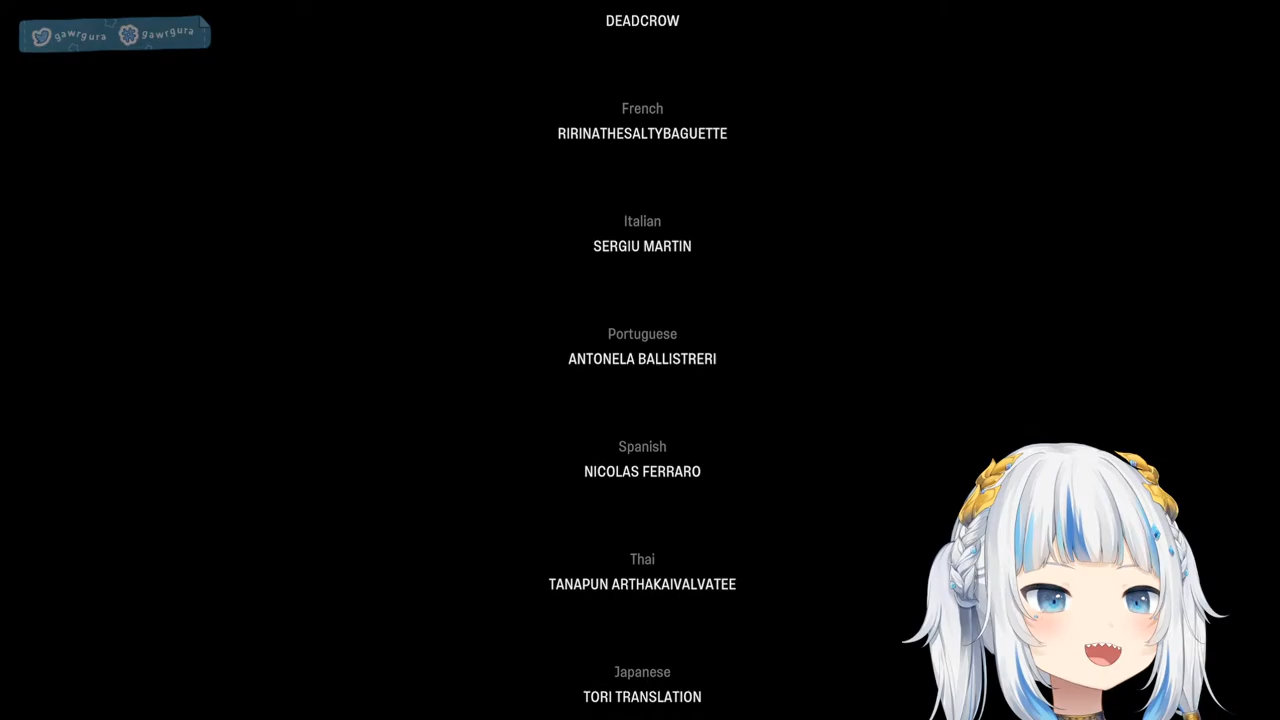 gawrgura gawrgura
DEADCROW
French
RIRINATHESALTYBAGUETTE
Italian
SERGIU MARTIN
Portuguese
ANTONELA BALLISTRERI
Spanish
NICOLAS FERRARO
Thai
TANAPUN ARTHAKAIVALVATEE
Japanese
TORI TRANSLATION